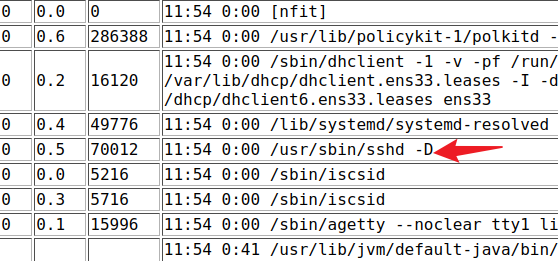 0 0.0 0 11:54 0:00 [nfit]
0 0.6 286388 11:54 0:00 /usr/lib/policykit-1/polkitd -
0 0.2 16120 11:54 0:00 /sbin/dhclient -1 -v -pf /run/
/var/lib/dhcp/dhclient.ens33.leases -I -d
/dhcp/dhclient6.ens33.leases ens33
0 0.4 49776 11:54 0:00 /lib/systemd/systemd-resolved
0 0.5 70012 11:54 0:00 /usr/sbin/sshd -D
0 0.0 5216 11:54 0:00 /sbin/iscsid
0 0.3 5716 11:54 0:00 /sbin/iscsid
0 0.1 15996 11:54 0:00 /sbin/agetty --noclear tty1 li
11:54 0:41 /usr/lib/jvm/default-java/bin/